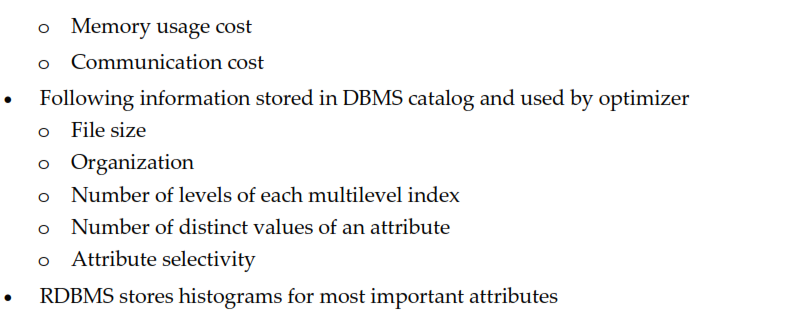 o Memory usage cost
o Communication cost
• Following information stored in DBMS catalog and used by optimizer
o File size
o Organization
o Number of levels of each multilevel index
o Number of distinct values of an attribute
o Attribute selectivity
• RDBMS stores histograms for most important attributes